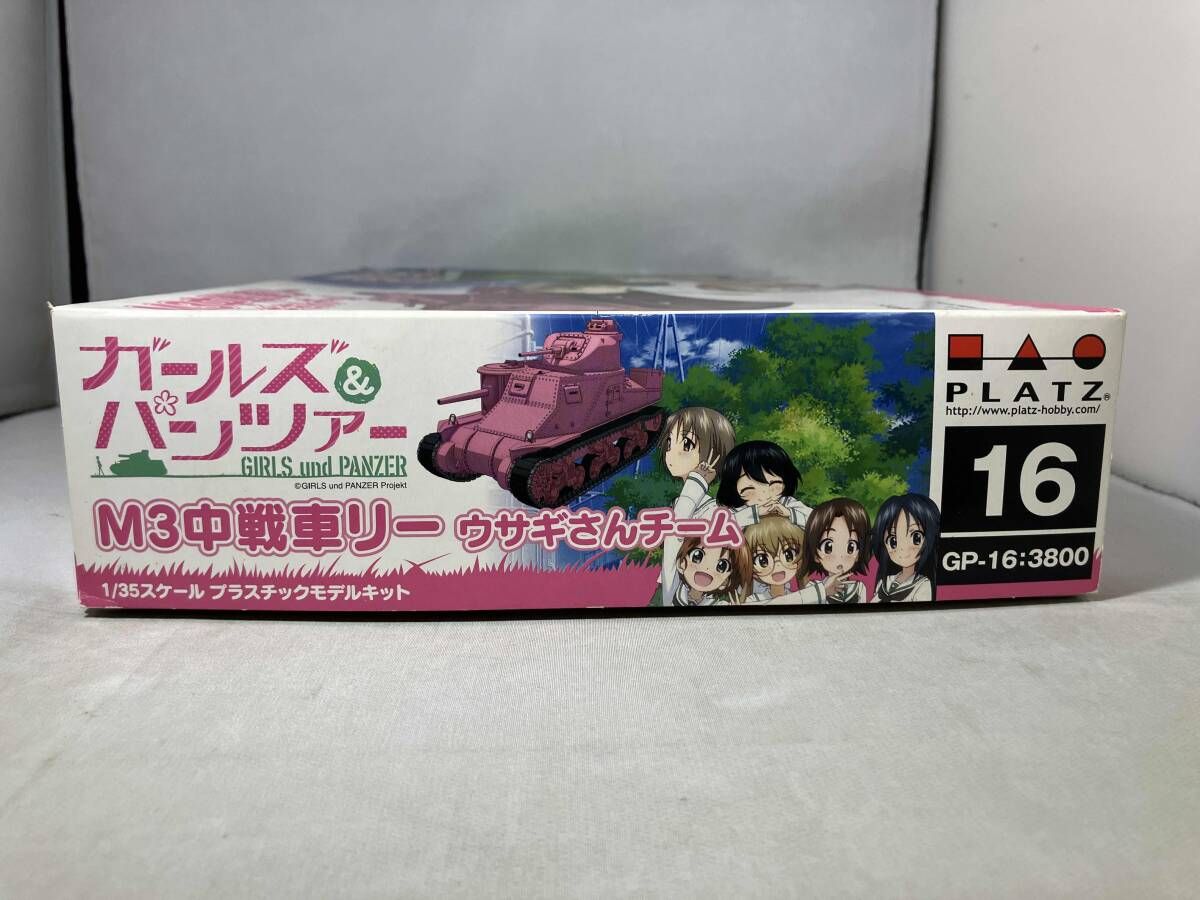 ガールズ&
パンツァー
GIRLS und PANZER
©GIRLS und PANZER Projekt
M3中戦車リー ウサギさんチーム
1/35スケール プラスチックモデルキット
PLATZ®
http://www.platz-hobby.com/
16
GP-16:3800